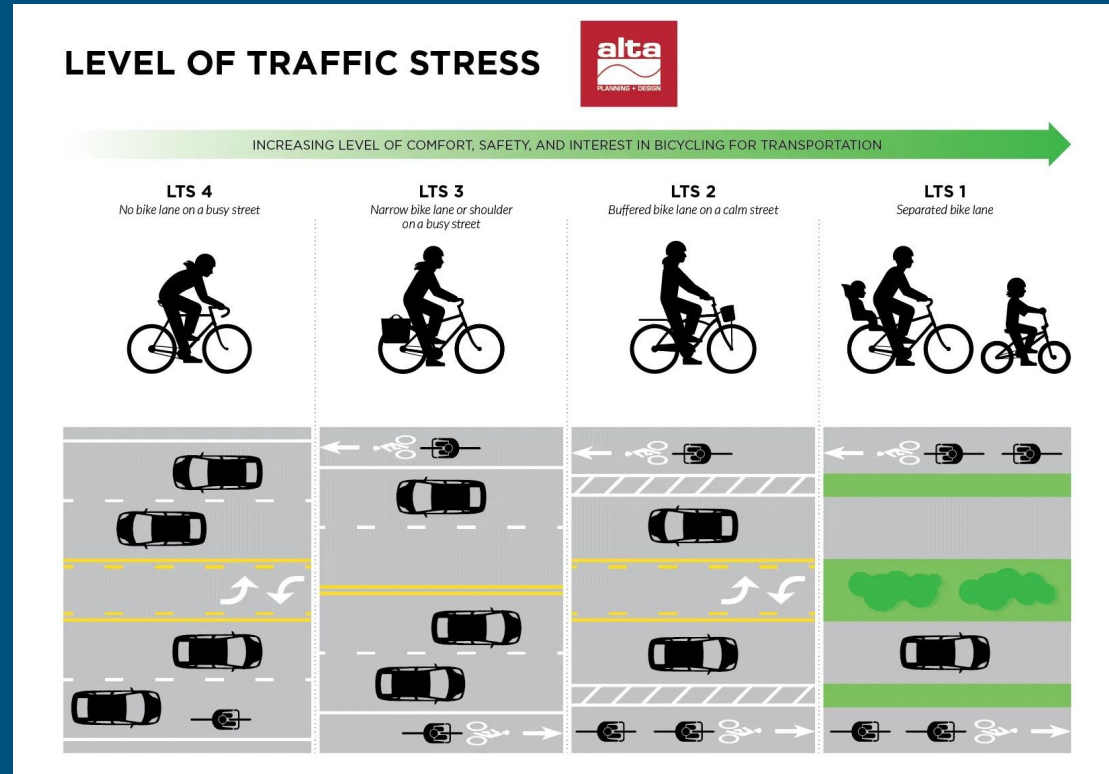 LEVEL OF TRAFFIC STRESS
alta
PLANNING + DESIGN
INCREASING LEVEL OF COMFORT, SAFETY, AND INTEREST IN BICYCLING FOR TRANSPORTATION
LTS 4
No bike lane on a busy street
LTS 3
Narrow bike lane or shoulder
on a busy street
LTS 2
Buffered bike lane on a calm street
LTS 1
Separated bike lane